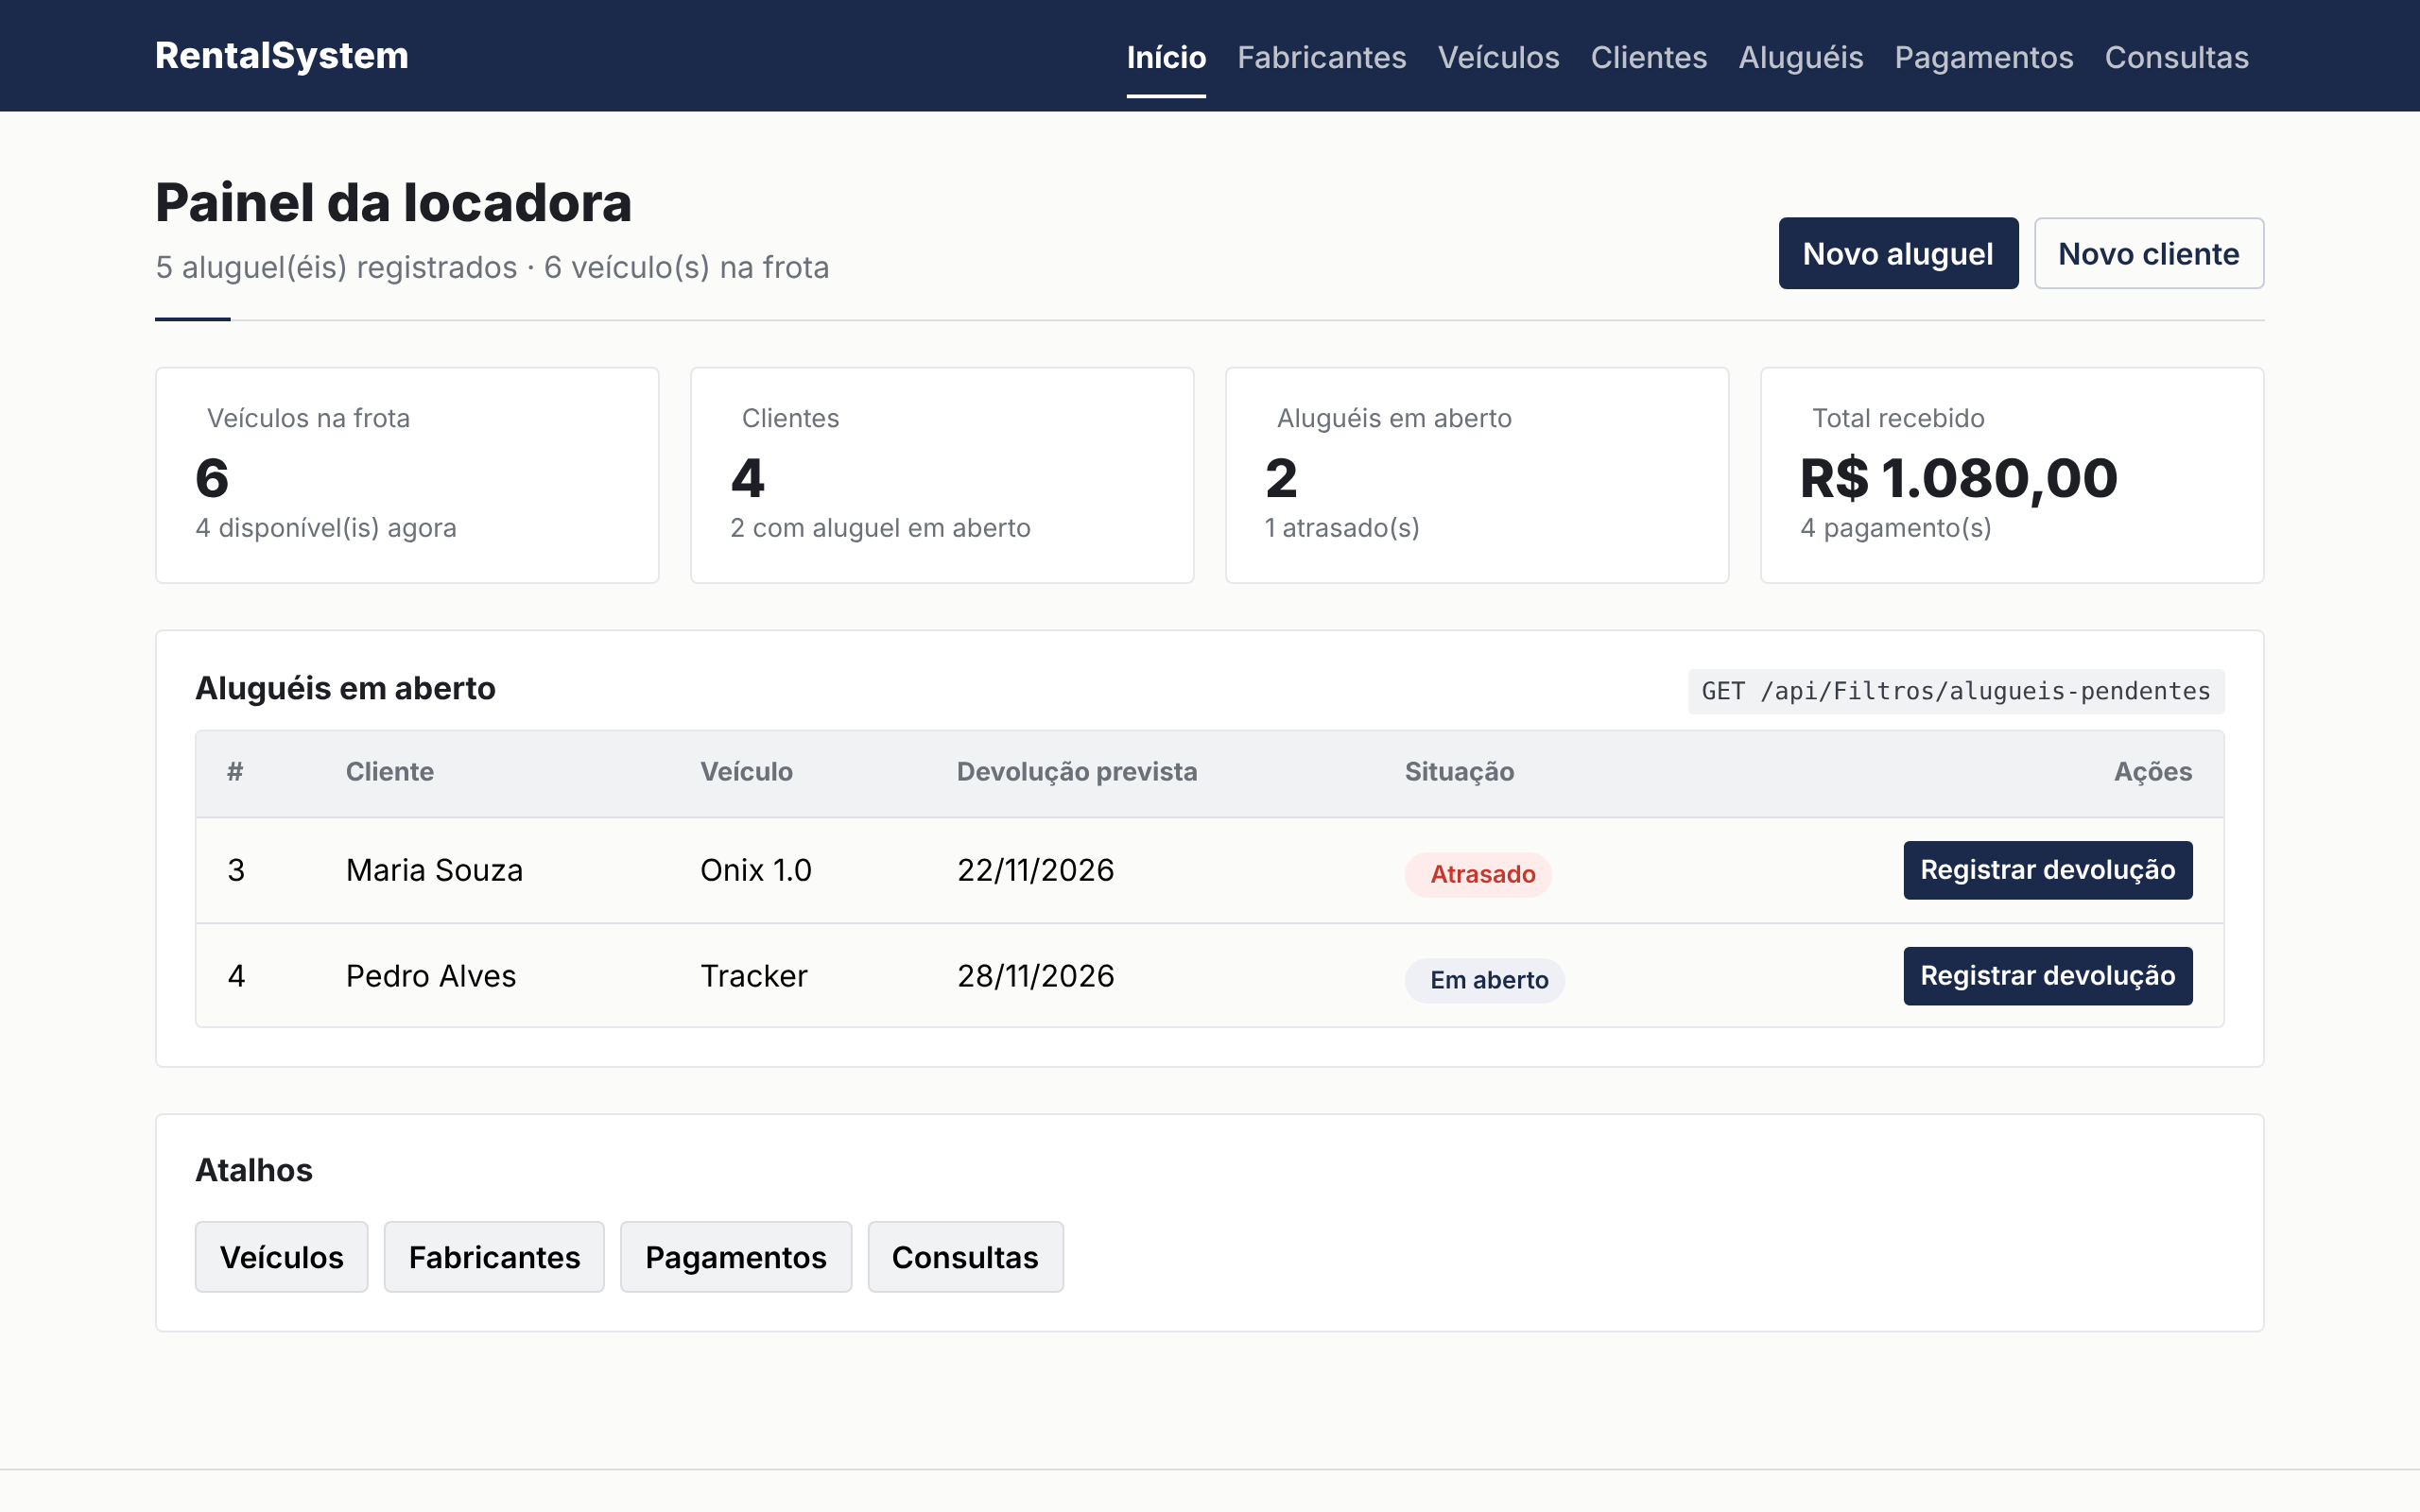 RentalSystem
Início Fabricantes Veículos Clientes Aluguéis Pagamentos Consultas
Painel da locadora
5 aluguel(éis) registrados · 6 veículo(s) na frota
Novo aluguel Novo cliente
Veículos na frota
6
4 disponível(is) agora
Clientes
4
2 com aluguel em aberto
Aluguéis em aberto
2
1 atrasado(s)
Total recebido
R$ 1.080,00
4 pagamento(s)
Aluguéis em aberto
GET /api/Filtros/alugueis-pendentes
# Cliente Veículo Devolução prevista Situação Ações
3 Maria Souza Onix 1.0 22/11/2026 Atrasado Registrar devolução
4 Pedro Alves Tracker 28/11/2026 Em aberto Registrar devolução
Atalhos
Veículos Fabricantes Pagamentos Consultas